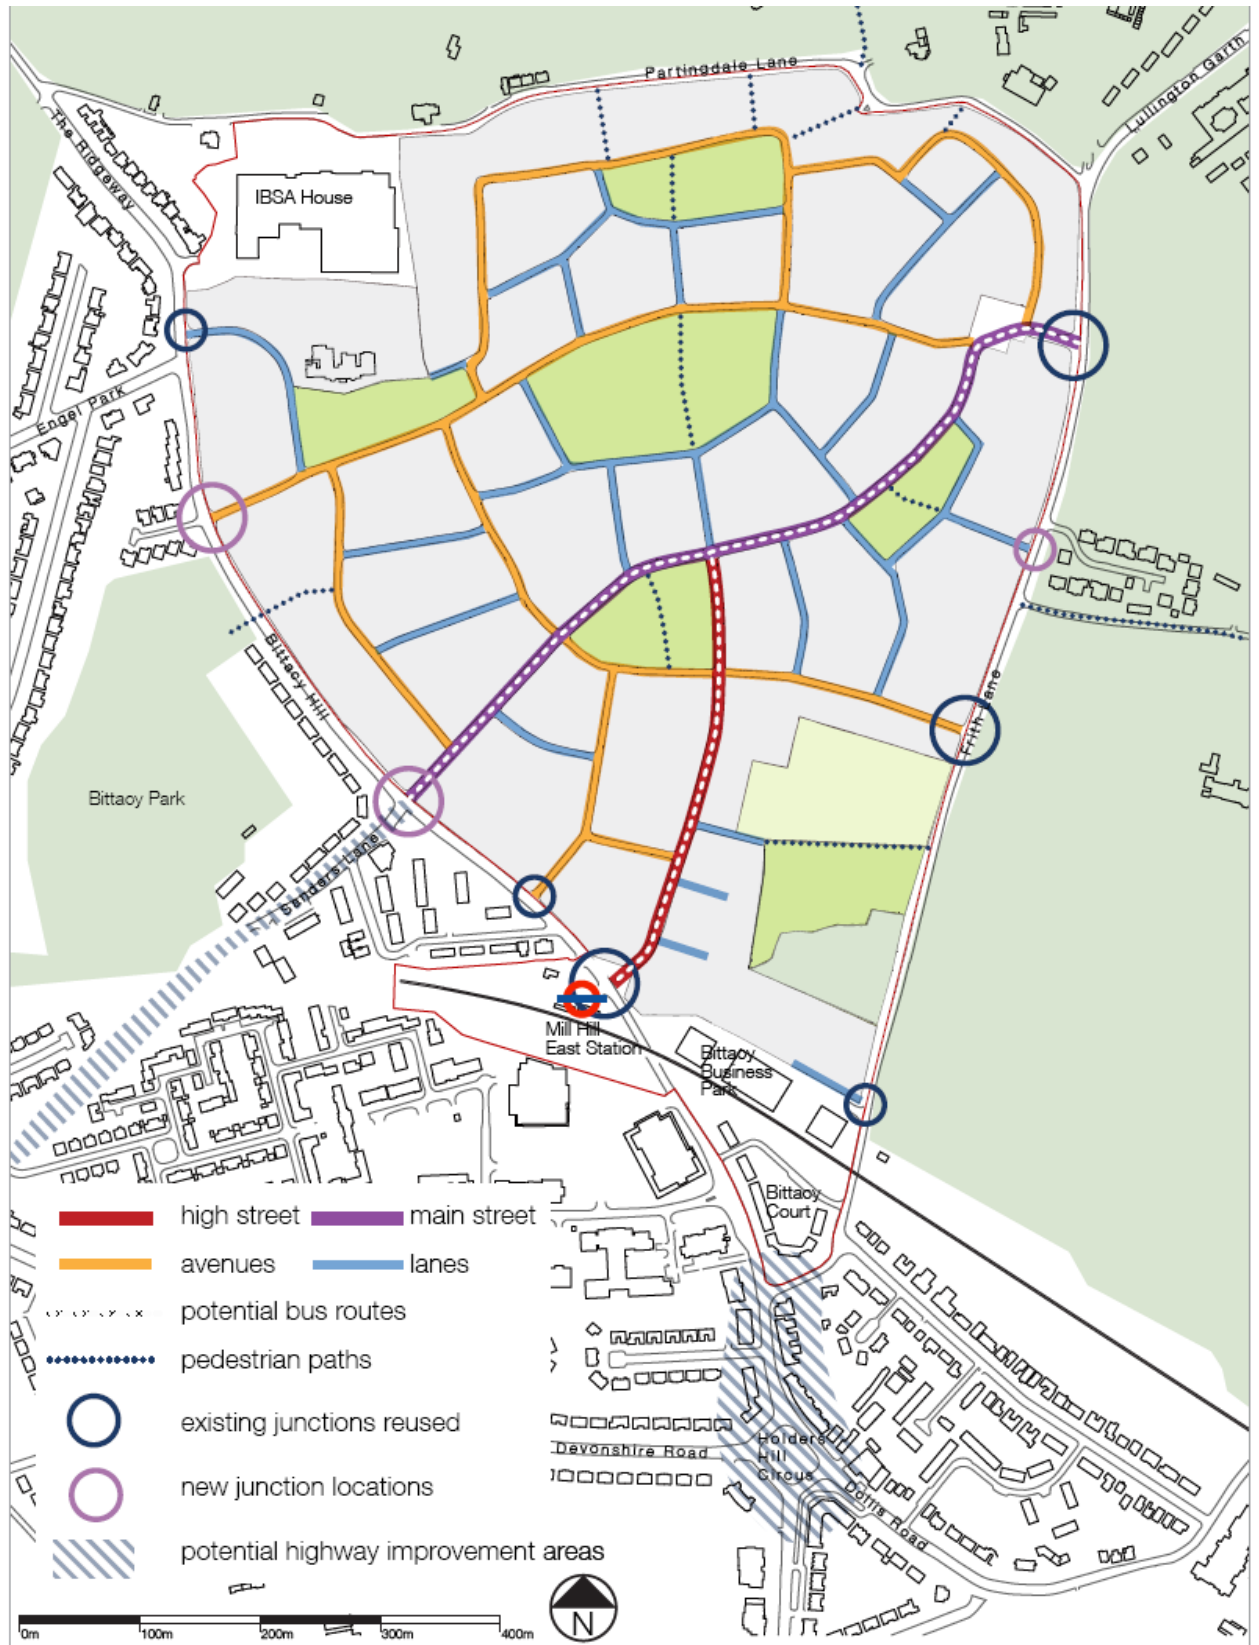 Partingdale Lane
Lullington Garth
The Ridgeway
IBSA House
Engel Park
Bittacy Hill
Frith Lane
Bittaoy Park
Sanders Lane
Mill Hill
East Station
Bittaoy
Business
Park
Bittaoy
Court
high street
main street
avenues
lanes
potential bus routes
pedestrian paths
existing junctions reused
Devonshire Road
Holders
Hill
Circus
Dollis Road
new junction locations
potential highway improvement areas
N
0m
100m
200m
300m
400m